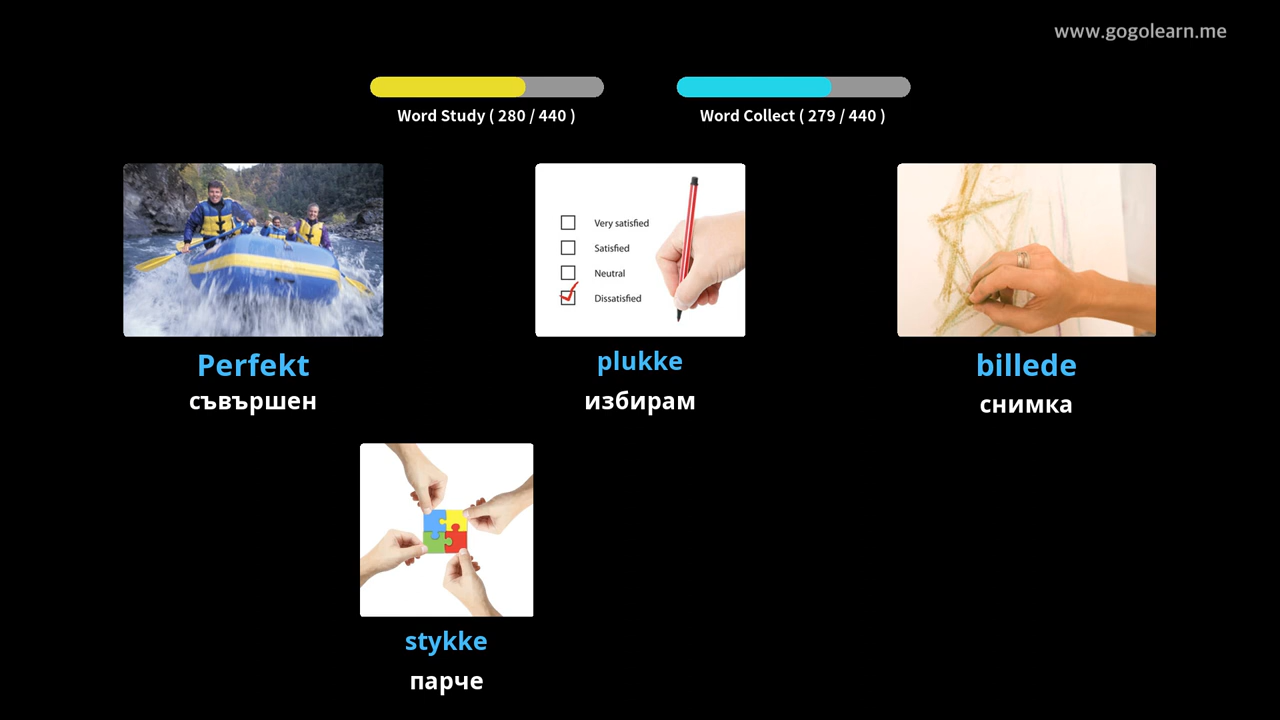 www.gogolearn.me
Word Study ( 280 / 440 )
Word Collect ( 279 / 440 )
Very satisfied
Satisfied
Neutral
Dissatisfied
Perfekt
съвършен
plukke
избирам
billede
снимка
stykke
парче